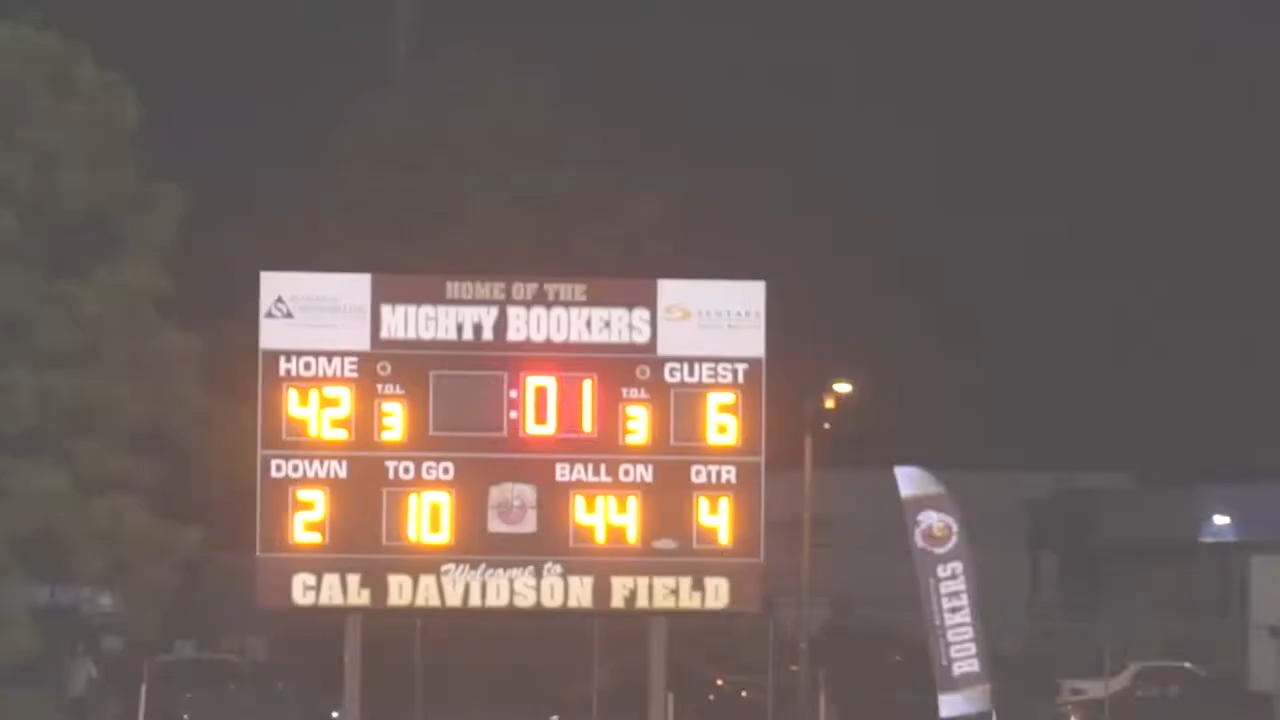 HOME OF THE
MIGHTY BOOKERS
SENTARA
HOME GUEST
T.O.L. T.O.L.
42 3 :01 3 6
DOWN TO GO BALL ON QTR
2 10 44 4
Welcome to
CAL DAVIDSON FIELD
BOOKERS